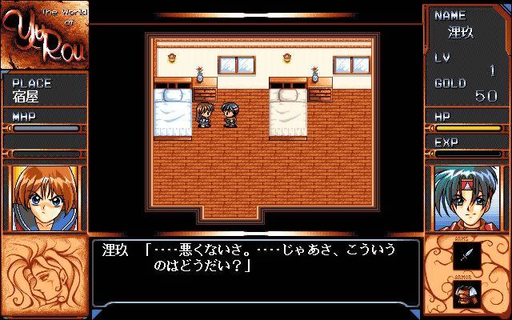 The World
of
YU-ROU
PLACE
宿屋
MHP
NAME
浬玖
LV
1
GOLD
50
HP
EXP
ARMS
ARMOR
浬玖 「‥‥悪くないさ。‥‥じゃあさ、こういう
のはどうだい？」